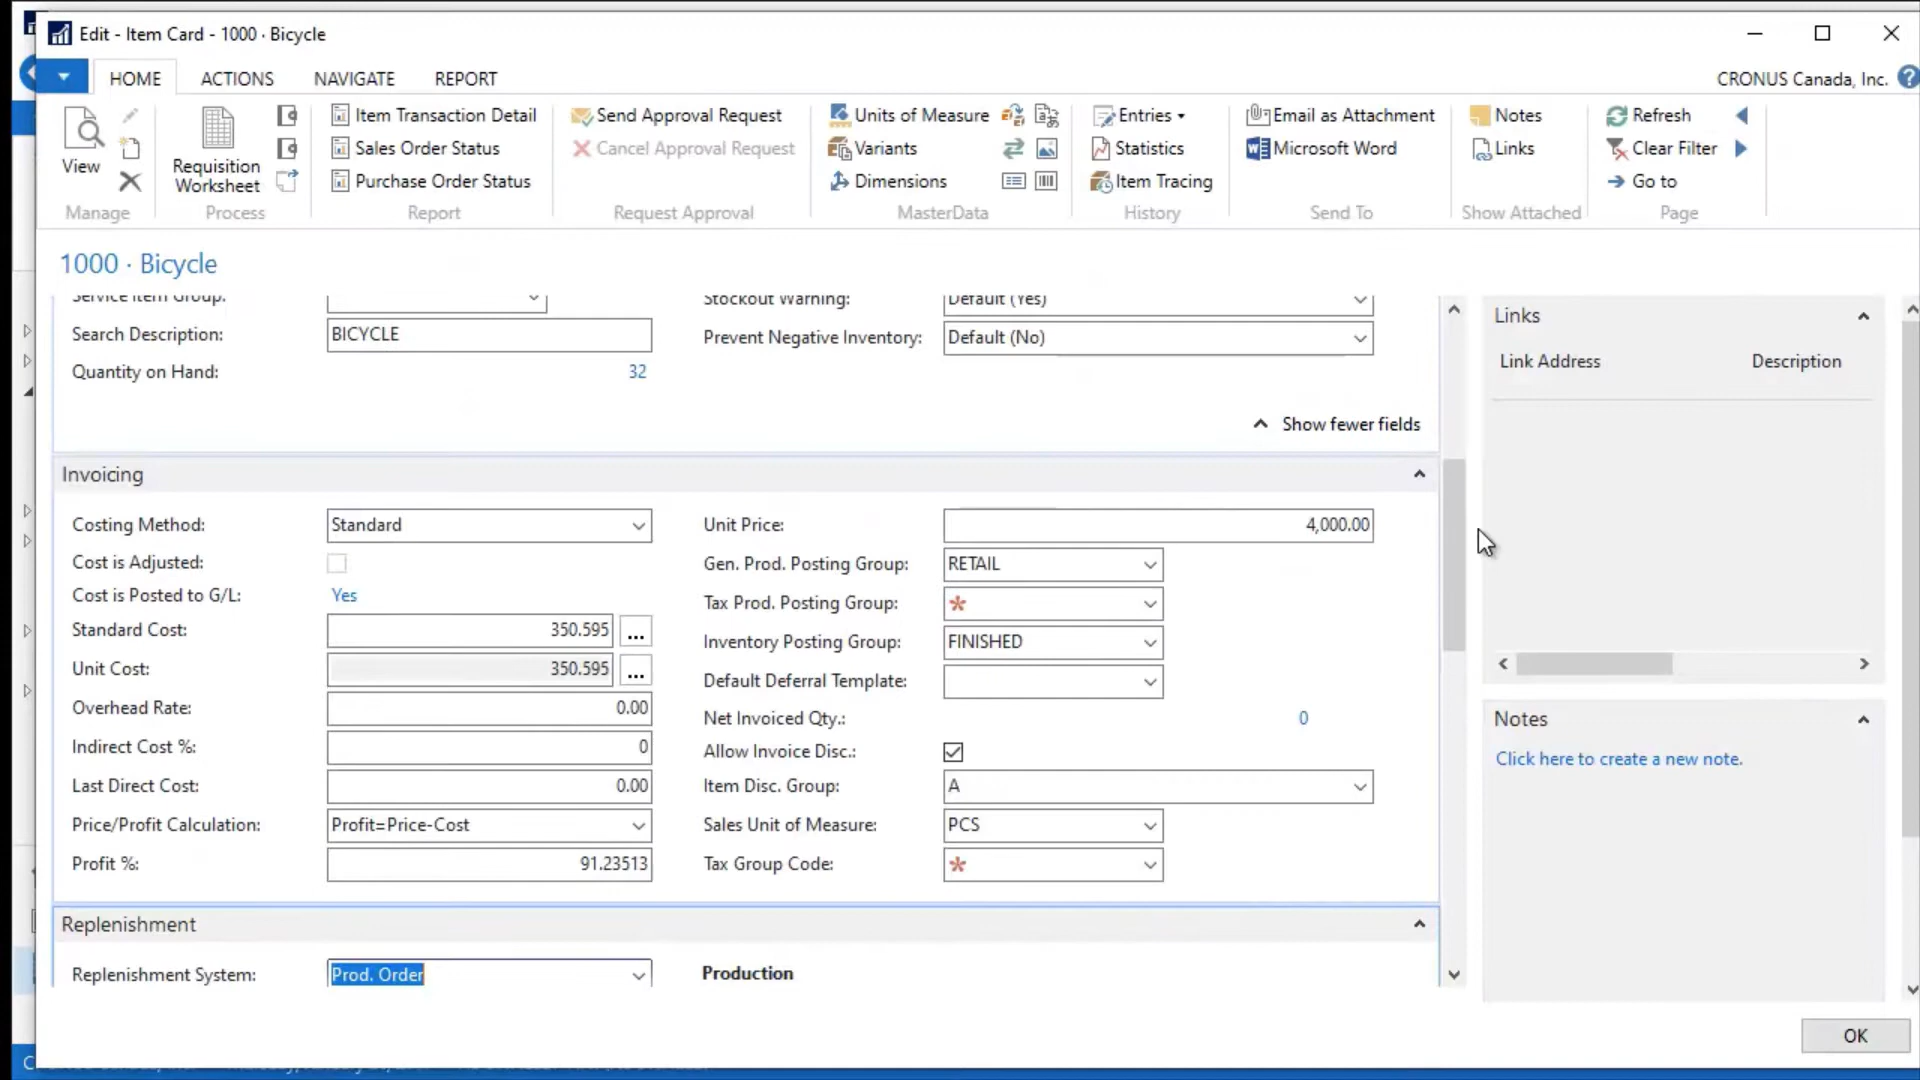 Edit - Item Card - 1000 · Bicycle
HOME ACTIONS NAVIGATE REPORT CRONUS Canada, Inc. ?
View
Requisition Worksheet
Item Transaction Detail
Sales Order Status
Purchase Order Status
Send Approval Request
Cancel Approval Request
Units of Measure
Variants
Dimensions
Entries
Statistics
Item Tracing
Email as Attachment
Microsoft Word
Notes
Links
Refresh
Clear Filter
Go to
Manage Process Report Request Approval MasterData History Send To Show Attached Page
1000 · Bicycle
Service Item Group: Stockout Warning: Default (Yes)
Search Description: BICYCLE Prevent Negative Inventory: Default (No)
Quantity on Hand: 32
Show fewer fields
Invoicing
Costing Method: Standard Unit Price: 4,000.00
Cost is Adjusted: Gen. Prod. Posting Group: RETAIL
Cost is Posted to G/L: Yes Tax Prod. Posting Group: *
Standard Cost: 350.595 ... Inventory Posting Group: FINISHED
Unit Cost: 350.595 ... Default Deferral Template:
Overhead Rate: 0.00 Net Invoiced Qty.: 0
Indirect Cost %: 0 Allow Invoice Disc.:
Last Direct Cost: 0.00 Item Disc. Group: A
Price/Profit Calculation: Profit=Price-Cost Sales Unit of Measure: PCS
Profit %: 91.23513 Tax Group Code: *
Replenishment
Replenishment System: Prod. Order Production
Links
Link Address Description
Notes
Click here to create a new note.
OK